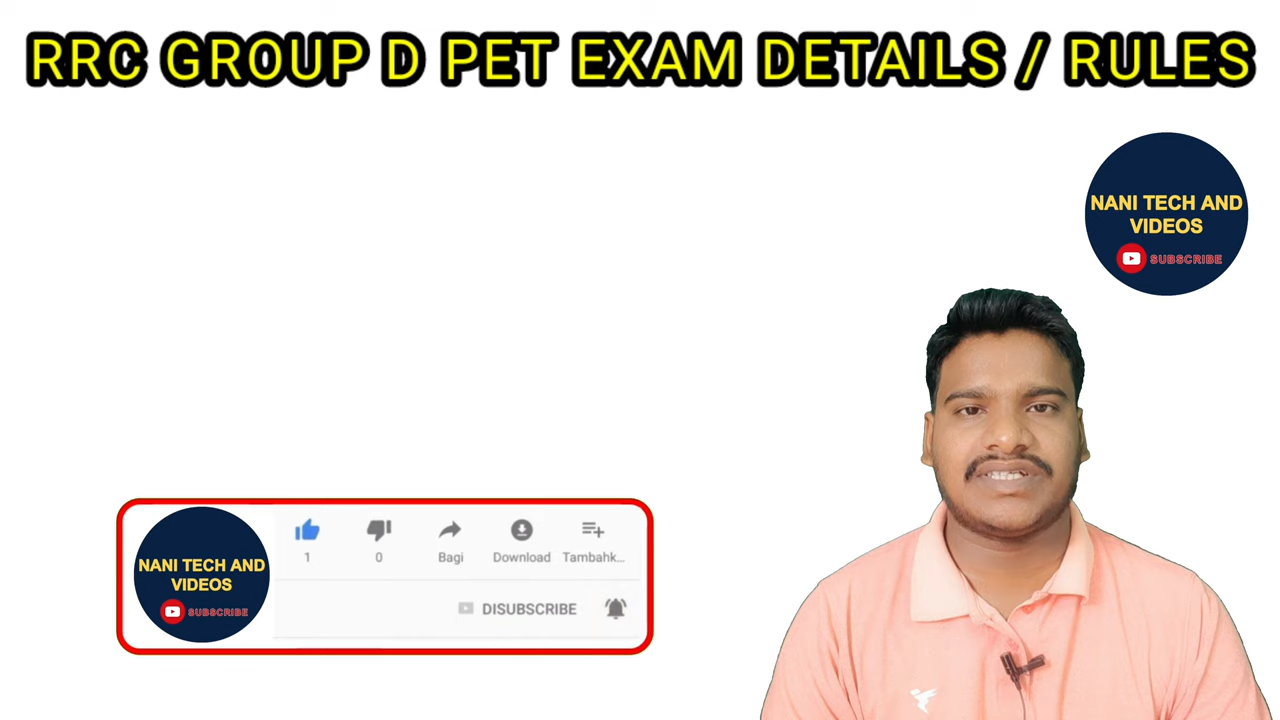 RRC GROUP D PET EXAM DETAILS / RULES
NANI TECH AND
VIDEOS
SUBSCRIBE
NANI TECH AND
VIDEOS
SUBSCRIBE
1
0
Bagi
Download
Tambahk...
DISUBSCRIBE